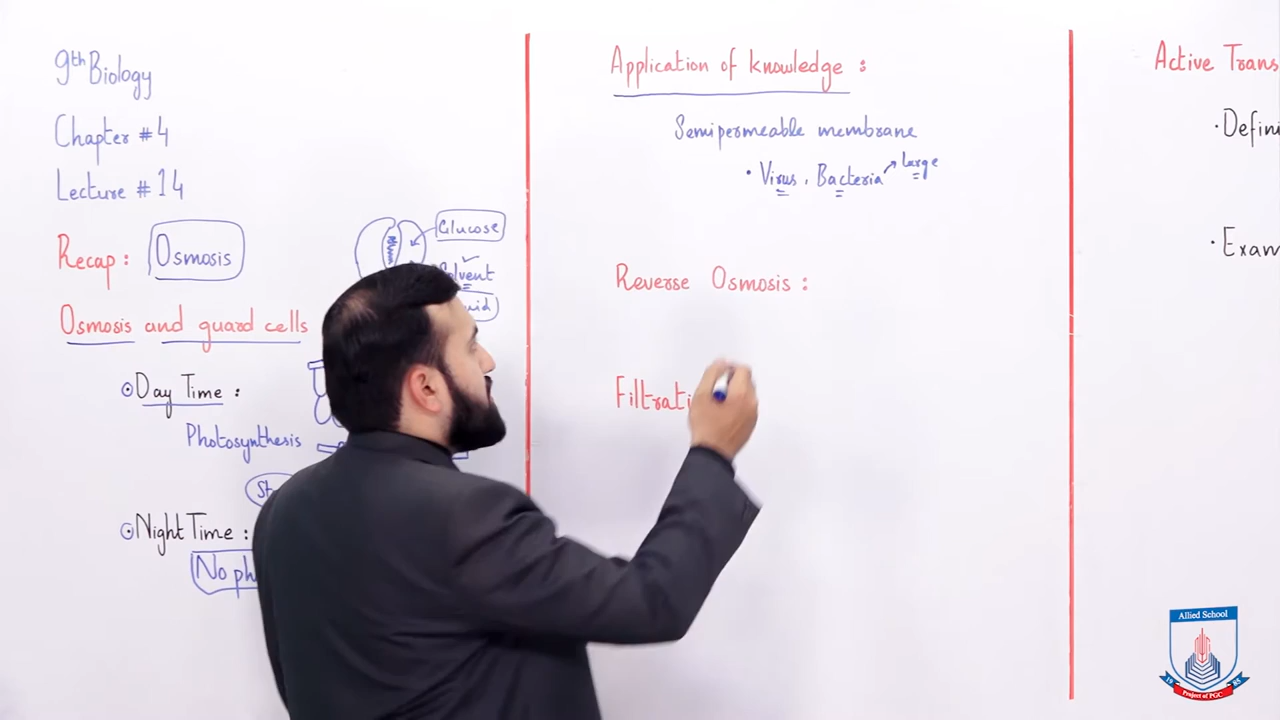 9th Biology
Chapter #4
Lecture #14
Recap: Osmosis
Glucose
Solvent
Osmosis and guard cells
Day Time:
Photosynthesis
Night Time:
No ph
Application of knowledge:
Semipermeable membrane
• Virus, Bacteria Large
Reverse Osmosis:
Filtrati
Active Trans
• Defini
• Exam
Allied School
19 85
Project of PGC